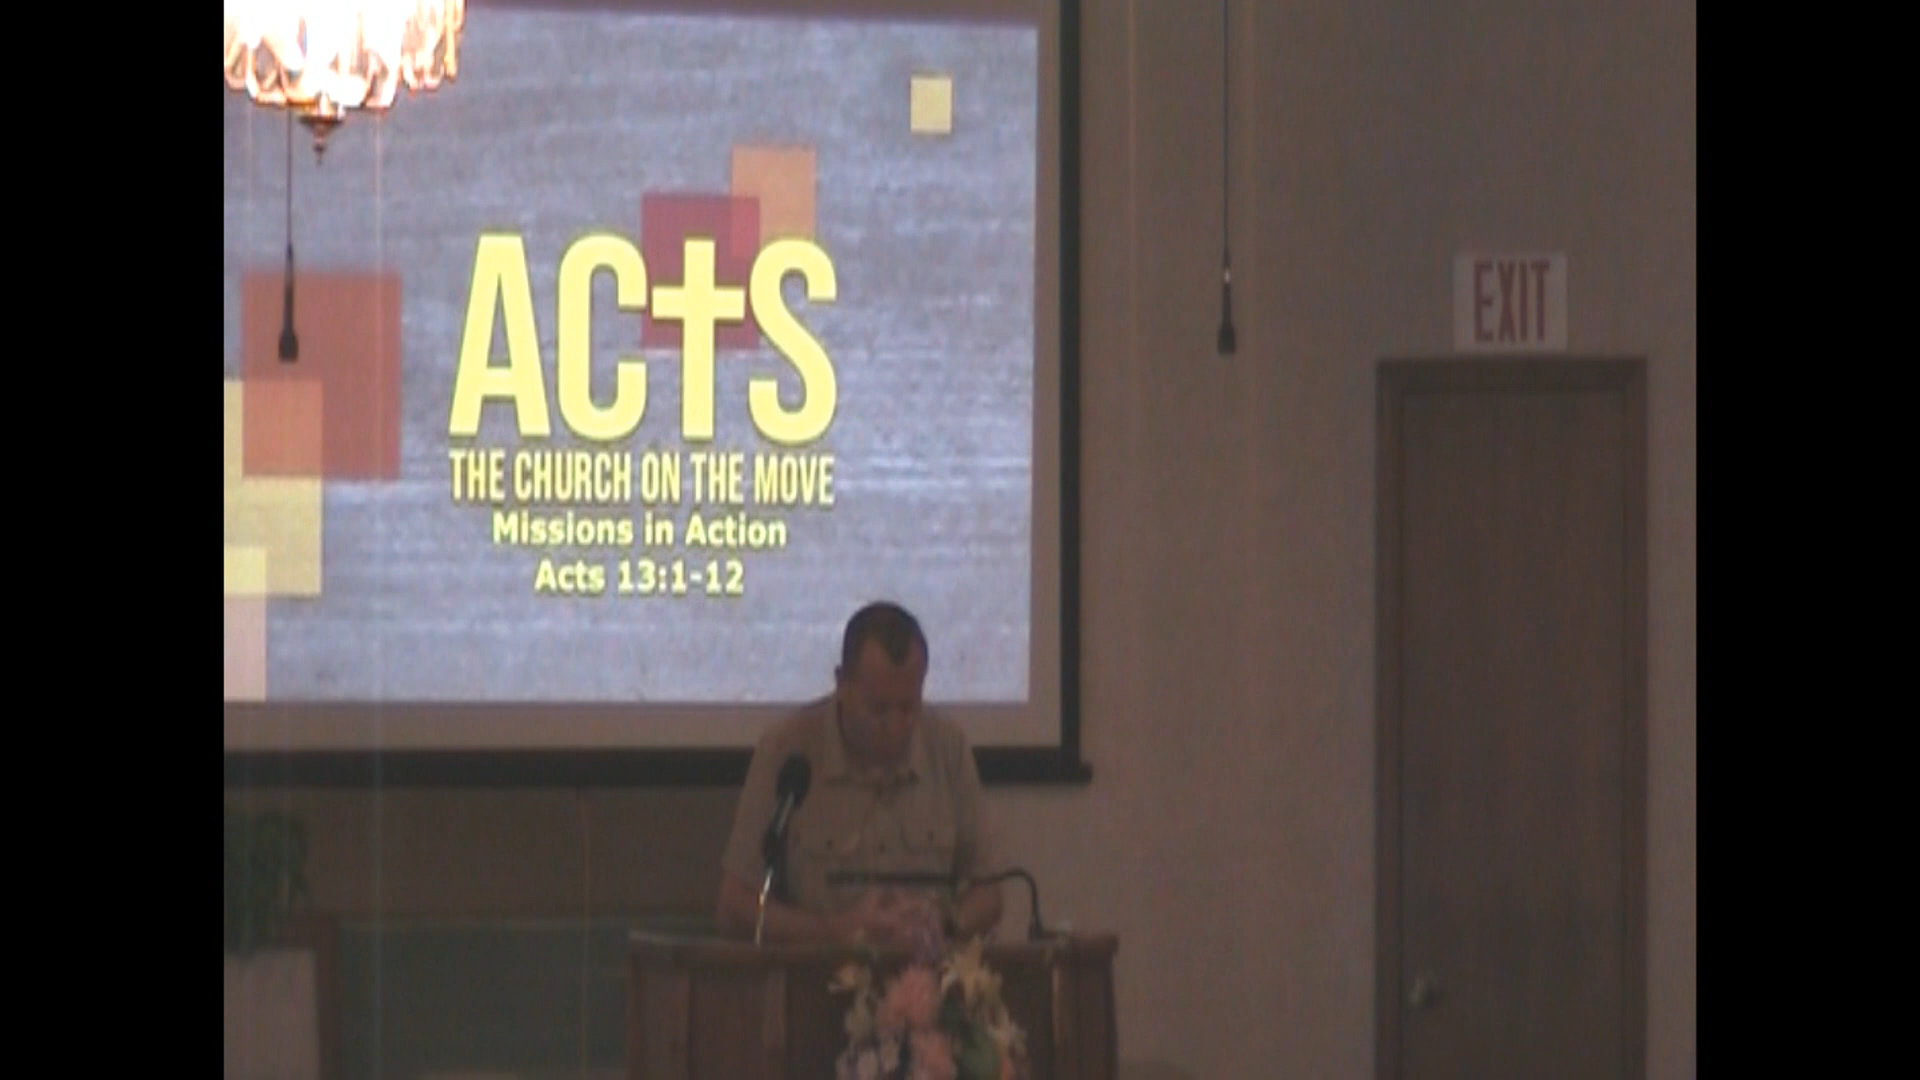 ACTS
THE CHURCH ON THE MOVE
Missions in Action
Acts 13:1-12
EXIT